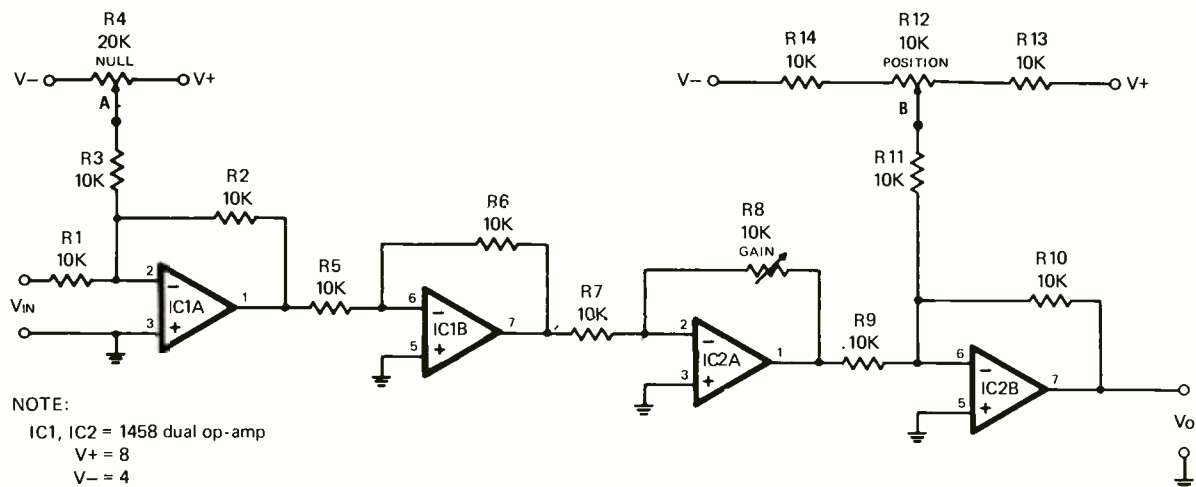 R4
20K
NULL
V–
V+
A
R3
10K
R2
10K
R1
10K
VIN
2
3
–
+
IC1A
1
R5
10K
R6
10K
6
5
–
+
IC1B
7
R7
10K
R8
10K
GAIN
2
3
–
+
IC2A
1
R9
.10K
R14
10K
R12
10K
POSITION
R13
10K
V–
V+
B
R11
10K
R10
10K
6
5
–
+
IC2B
7
Vo
NOTE:
IC1, IC2 = 1458 dual op-amp
V+ = 8
V– = 4